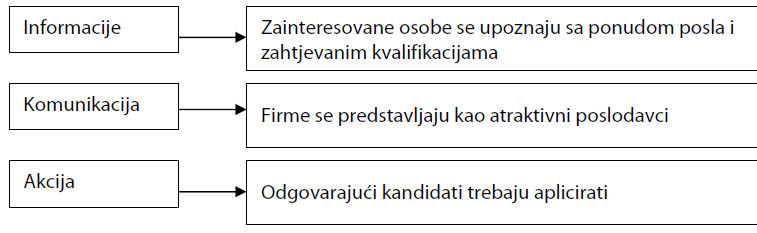 Informacije
Zainteresovane osobe se upoznaju sa ponudom posla i
zahtjevanim kvalifikacijama
Komunikacija
Firme se predstavljaju kao atraktivni poslodavci
Akcija
Odgovarajući kandidati trebaju aplicirati